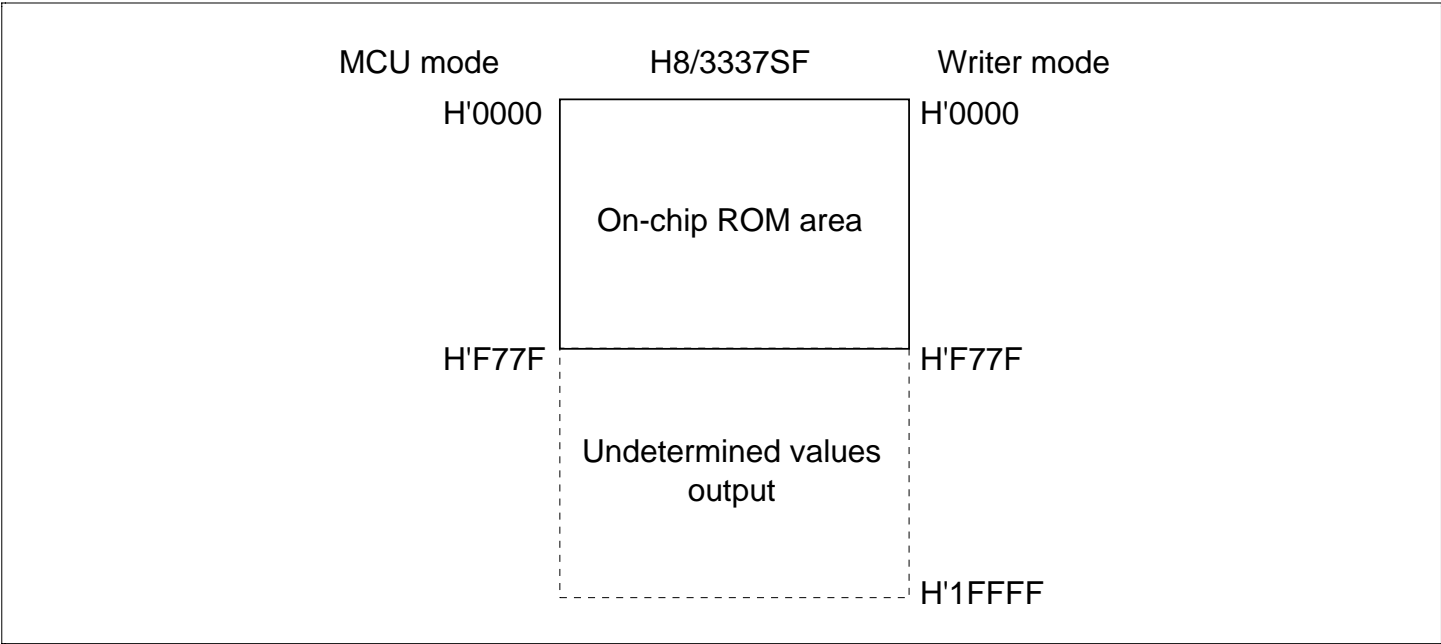 MCU mode H8/3337SF Writer mode
H'0000 H'0000
On-chip ROM area
H'F77F H'F77F
Undetermined values
output
H'1FFFF